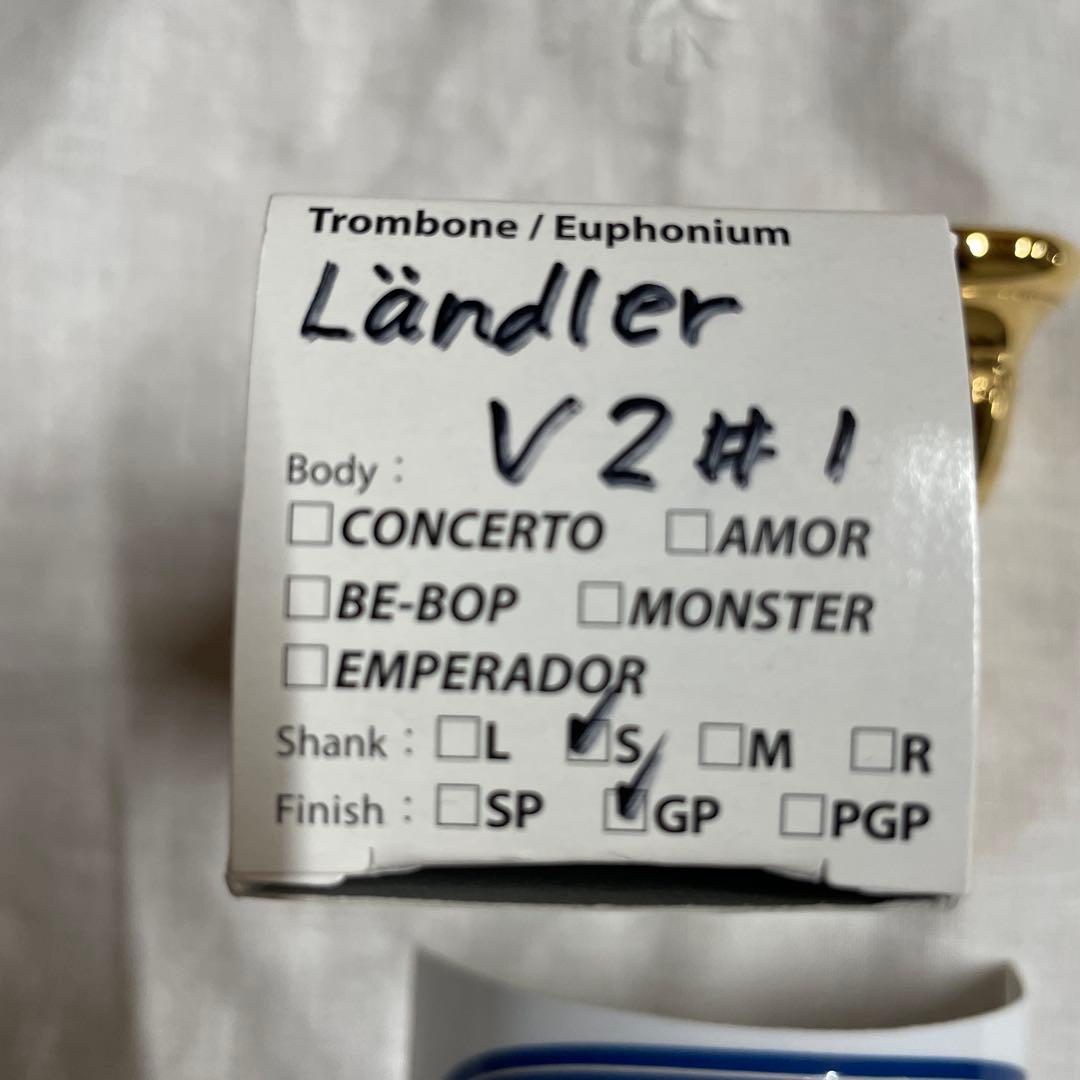 Trombone / Euphonium
Ländler
V2#1
Body :
☐CONCERTO ☐AMOR
☐BE-BOP ☐MONSTER
☐EMPERADOR
Shank : ☐L ☑S ☐M ☐R
Finish : ☐SP ☑GP ☐PGP